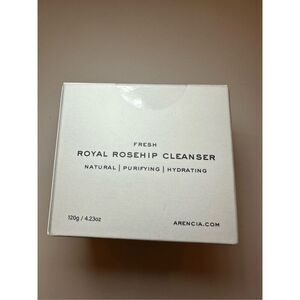 FRESH
ROYAL ROSEHIP CLEANSER
NATURAL | PURIFYING | HYDRATING
120g / 4.23oz
ARENCIA.COM